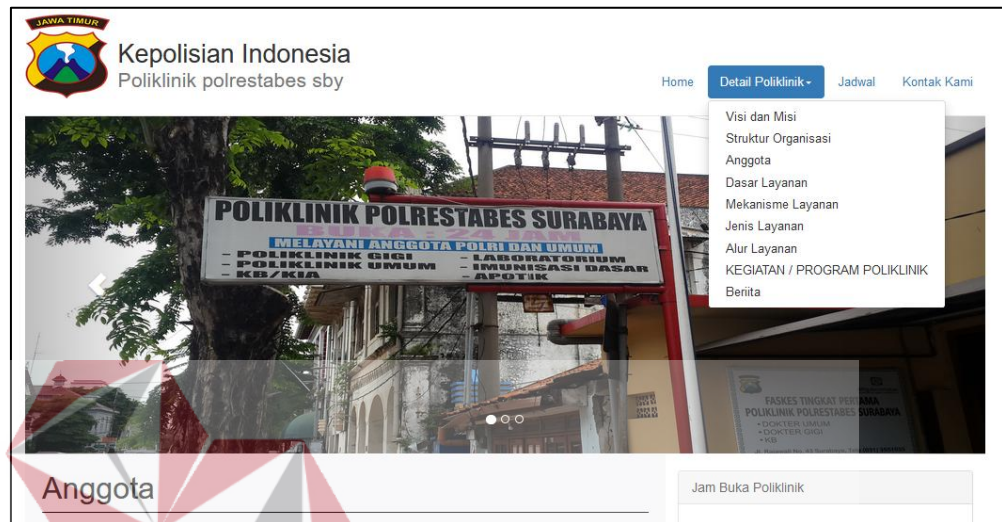 JAWA TIMUR
Kepolisian Indonesia
Poliklinik polrestabes sby
Home Detail Poliklinik Jadwal Kontak Kami
Visi dan Misi
Struktur Organisasi
Anggota
Dasar Layanan
Mekanisme Layanan
Jenis Layanan
Alur Layanan
KEGIATAN / PROGRAM POLIKLINIK
Beriita
POLIKLINIK POLRESTABES SURABAYA
BUKA : 24 JAM
MELAYANI ANGGOTA POLRI DAN UMUM
- POLIKLINIK GIGI - LABORATORIUM
- POLIKLINIK UMUM - IMUNISASI DASAR
- KB/KIA - APOTIK
FASKES TINGKAT PERTAMA
POLIKLINIK POLRESTABES SURABAYA
•DOKTER UMUM
•DOKTER GIGI
•KB
Anggota
Jam Buka Poliklinik